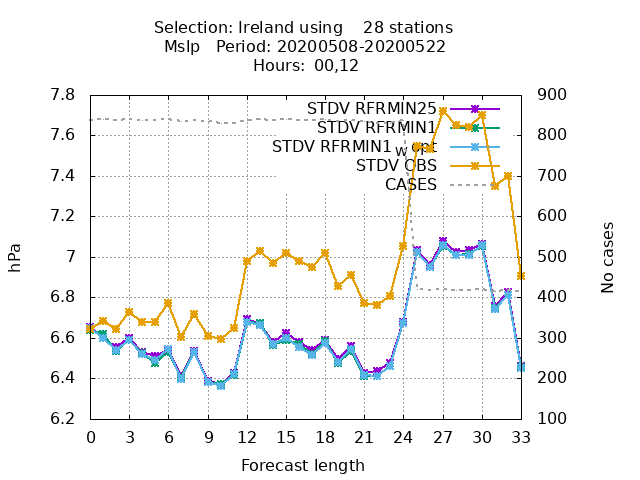 Selection: Ireland using    28 stations
Mslp   Period: 20200508-20200522
Hours:  00,12
STDV RFRMIN25
STDV RFRMIN1
STDV RFRMIN1 w opt
STDV OBS
CASES
7.8
7.6
7.4
7.2
7
6.8
6.6
6.4
6.2
900
800
700
600
500
400
300
200
100
hPa
No cases
0 3 6 9 12 15 18 21 24 27 30 33
Forecast length